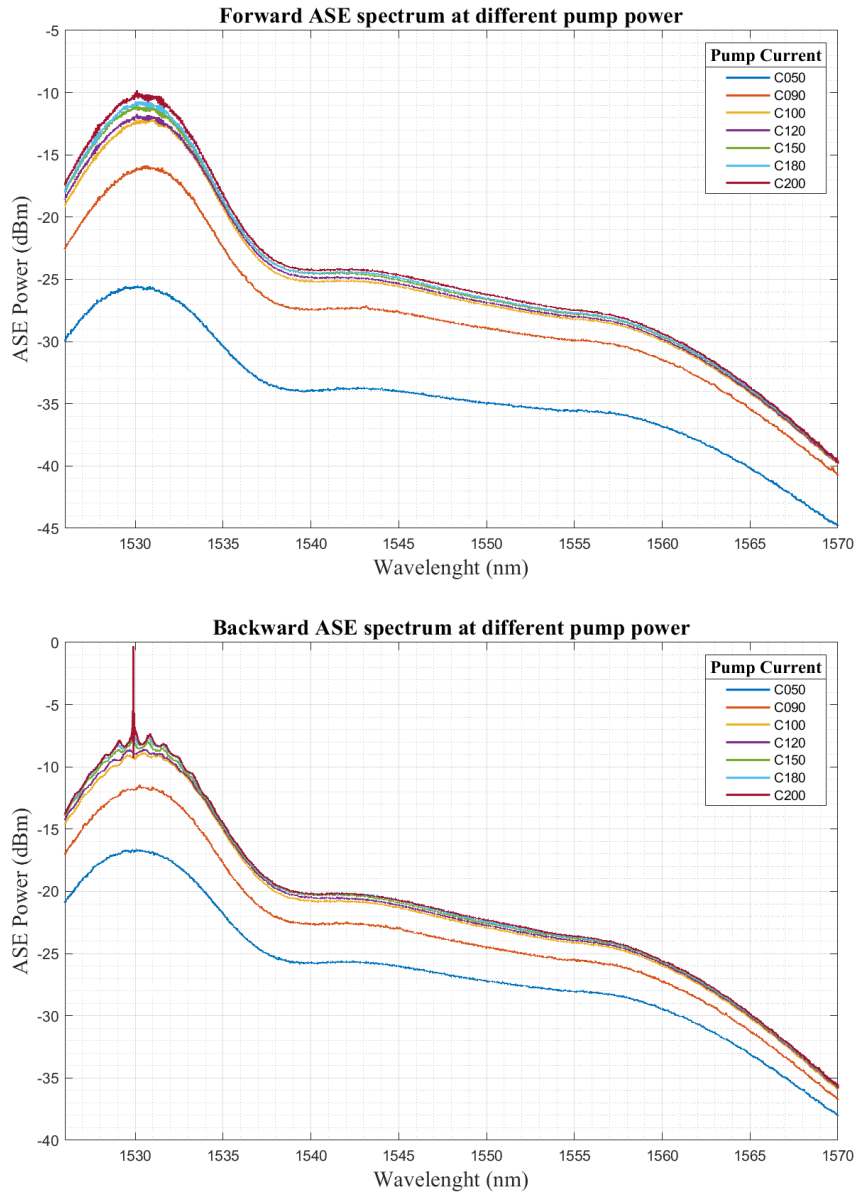 Forward ASE spectrum at different pump power
-5
-10
-15
-20
-25
-30
-35
-40
-45
ASE Power (dBm)
Pump Current
C050
C090
C100
C120
C150
C180
C200
1530 1535 1540 1545 1550 1555 1560 1565 1570
Wavelenght (nm)
Backward ASE spectrum at different pump power
0
-5
-10
-15
-20
-25
-30
-35
-40
ASE Power (dBm)
Pump Current
C050
C090
C100
C120
C150
C180
C200
1530 1535 1540 1545 1550 1555 1560 1565 1570
Wavelenght (nm)